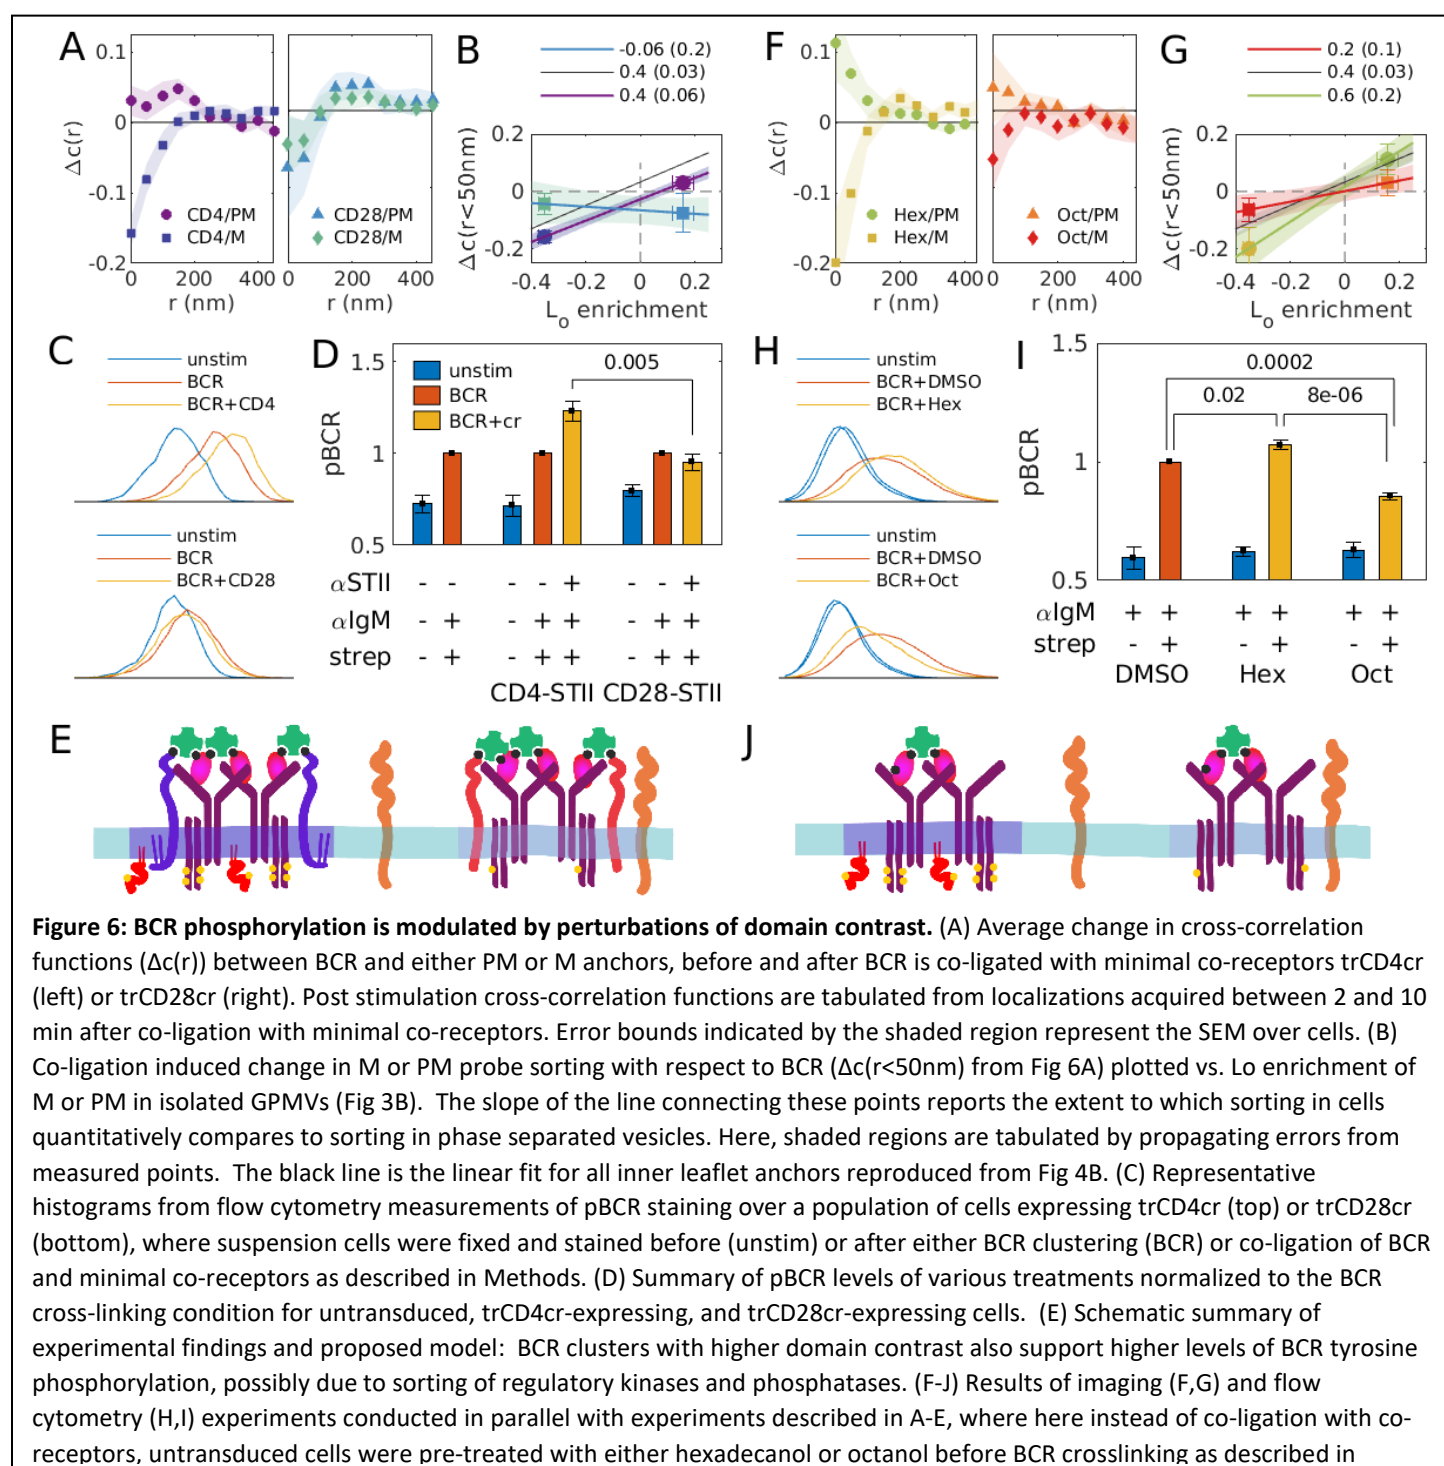 A
0.1
0
-0.1
-0.2
Δc(r)
CD4/PM
CD4/M
CD28/PM
CD28/M
0 200 400
0 200 400
r (nm)
r (nm)
B
-0.06 (0.2)
0.4 (0.03)
0.4 (0.06)
0.2
0
-0.2
Δc(r<50nm)
-0.4 -0.2 0 0.2
Lo enrichment
F
0.1
0
-0.1
-0.2
Δc(r)
Hex/PM
Hex/M
Oct/PM
Oct/M
0 200 400
0 200 400
r (nm)
r (nm)
G
0.2 (0.1)
0.4 (0.03)
0.6 (0.2)
0.2
0
-0.2
Δc(r<50nm)
-0.4 -0.2 0 0.2
Lo enrichment
C
unstim
BCR
BCR+CD4
unstim
BCR
BCR+CD28
D
1.5
1
0.5
pBCR
unstim
BCR
BCR+cr
0.005
αSTII - - - - + - - +
αIgM - + - + + - + +
strep - + - + + - + +
CD4-STII CD28-STII
H
unstim
BCR+DMSO
BCR+Hex
unstim
BCR+DMSO
BCR+Oct
I
1.5
1
0.5
pBCR
0.0002
0.02
8e-06
αIgM + + + + + +
strep - + - + - +
DMSO Hex Oct
E
J
Figure 6: BCR phosphorylation is modulated by perturbations of domain contrast. (A) Average change in cross-correlation
functions (Δc(r)) between BCR and either PM or M anchors, before and after BCR is co-ligated with minimal co-receptors trCD4cr
(left) or trCD28cr (right). Post stimulation cross-correlation functions are tabulated from localizations acquired between 2 and 10
min after co-ligation with minimal co-receptors. Error bounds indicated by the shaded region represent the SEM over cells. (B)
Co-ligation induced change in M or PM probe sorting with respect to BCR (Δc(r<50nm) from Fig 6A) plotted vs. Lo enrichment of
M or PM in isolated GPMVs (Fig 3B). The slope of the line connecting these points reports the extent to which sorting in cells
quantitatively compares to sorting in phase separated vesicles. Here, shaded regions are tabulated by propagating errors from
measured points. The black line is the linear fit for all inner leaflet anchors reproduced from Fig 4B. (C) Representative
histograms from flow cytometry measurements of pBCR staining over a population of cells expressing trCD4cr (top) or trCD28cr
(bottom), where suspension cells were fixed and stained before (unstim) or after either BCR clustering (BCR) or co-ligation of BCR
and minimal co-receptors as described in Methods. (D) Summary of pBCR levels of various treatments normalized to the BCR
cross-linking condition for untransduced, trCD4cr-expressing, and trCD28cr-expressing cells. (E) Schematic summary of
experimental findings and proposed model: BCR clusters with higher domain contrast also support higher levels of BCR tyrosine
phosphorylation, possibly due to sorting of regulatory kinases and phosphatases. (F-J) Results of imaging (F,G) and flow
cytometry (H,I) experiments conducted in parallel with experiments described in A-E, where here instead of co-ligation with co-
receptors, untransduced cells were pre-treated with either hexadecanol or octanol before BCR crosslinking as described in